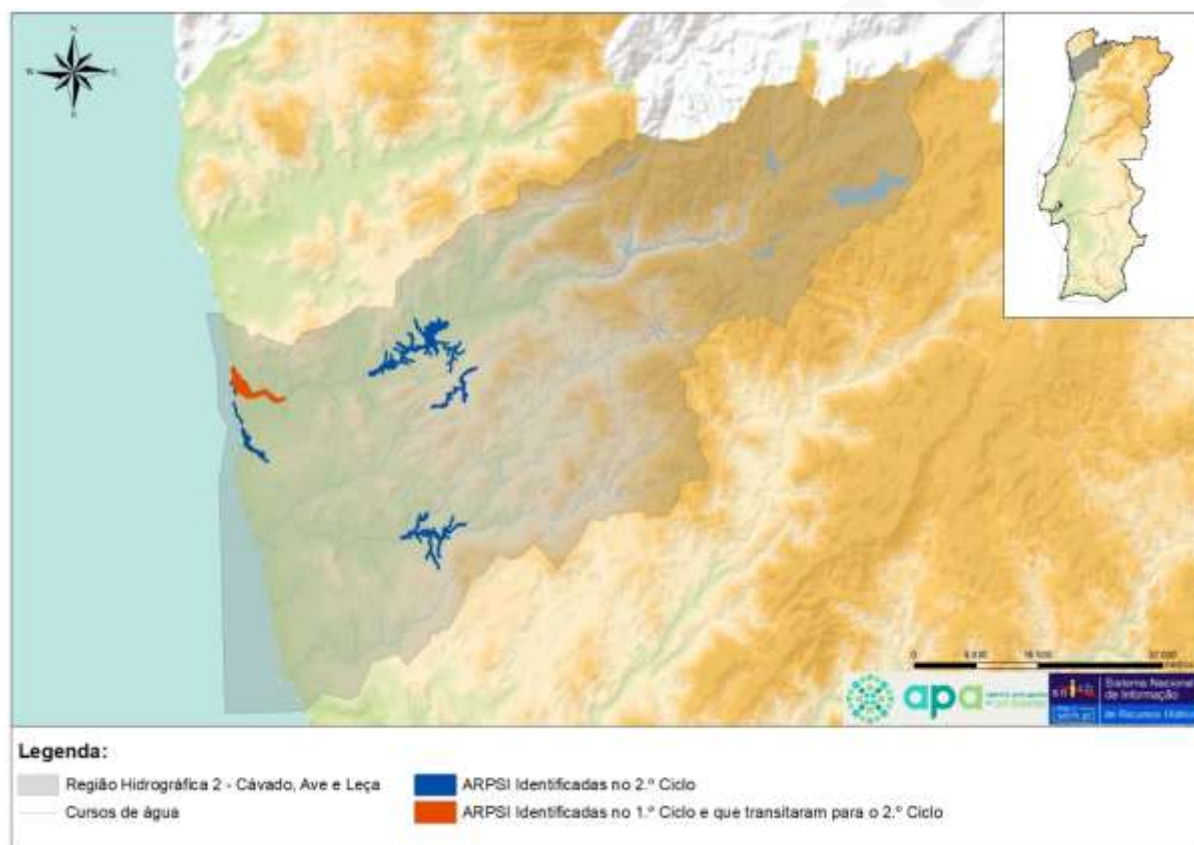 N
W E
S
0
apa
Sistema Nacional
de Informação
de Recursos Hídricos
Legenda:
Região Hidrográfica 2 - Cávado, Ave e Leça
Cursos de água
ARPSI Identificadas no 2.º Ciclo
ARPSI Identificadas no 1.º Ciclo e que transitaram para o 2.º Ciclo